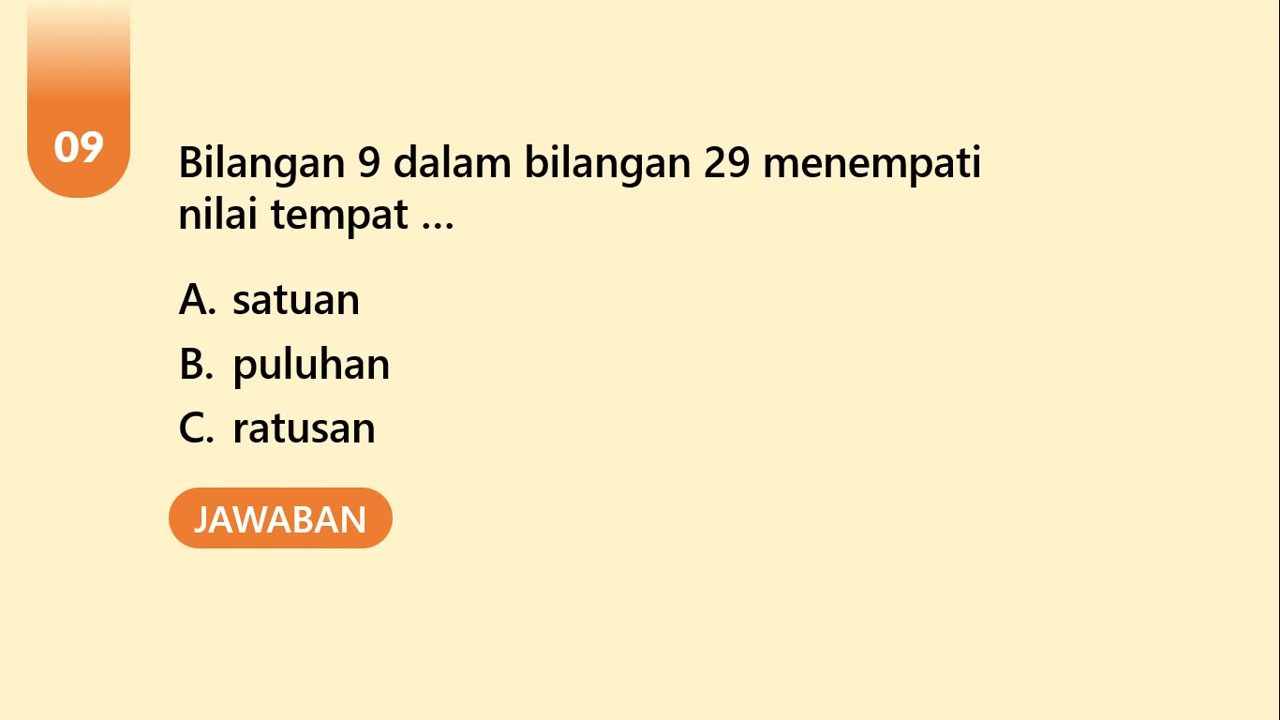 09
Bilangan 9 dalam bilangan 29 menempati
nilai tempat ...
A. satuan
B. puluhan
C. ratusan
JAWABAN